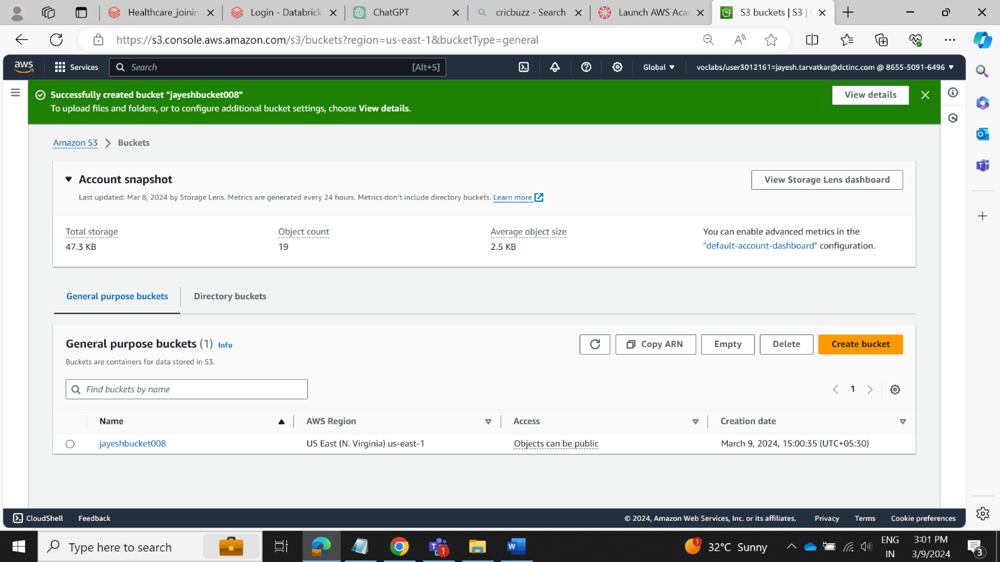 Healthcare_joinin
Login - Databrick
ChatGPT
cricbuzz - Search
Launch AWS Aca
S3 buckets | S3 |
https://s3.console.aws.amazon.com/s3/buckets?region=us-east-1&bucketType=general
aws
Services
Search
[Alt+S]
Global
voclabs/user3012161=jayesh.tarvatkar@dctinc.com @ 8655-5091-6496
Successfully created bucket "jayeshbucket008"
To upload files and folders, or to configure additional bucket settings, choose View details.
View details
Amazon S3
Buckets
Account snapshot
Last updated: Mar 8, 2024 by Storage Lens. Metrics are generated every 24 hours. Metrics don't include directory buckets. Learn more
View Storage Lens dashboard
Total storage
47.3 KB
Object count
19
Average object size
2.5 KB
You can enable advanced metrics in the
"default-account-dashboard" configuration.
General purpose buckets
Directory buckets
General purpose buckets (1) Info
Buckets are containers for data stored in S3.
Copy ARN
Empty
Delete
Create bucket
Find buckets by name
1
Name
AWS Region
Access
Creation date
jayeshbucket008
US East (N. Virginia) us-east-1
Objects can be public
March 9, 2024, 15:00:35 (UTC+05:30)
CloudShell
Feedback
© 2024, Amazon Web Services, Inc. or its affiliates.
Privacy
Terms
Cookie preferences
Type here to search
1
1
32°C Sunny
ENG
IN
3:01 PM
3/9/2024
3